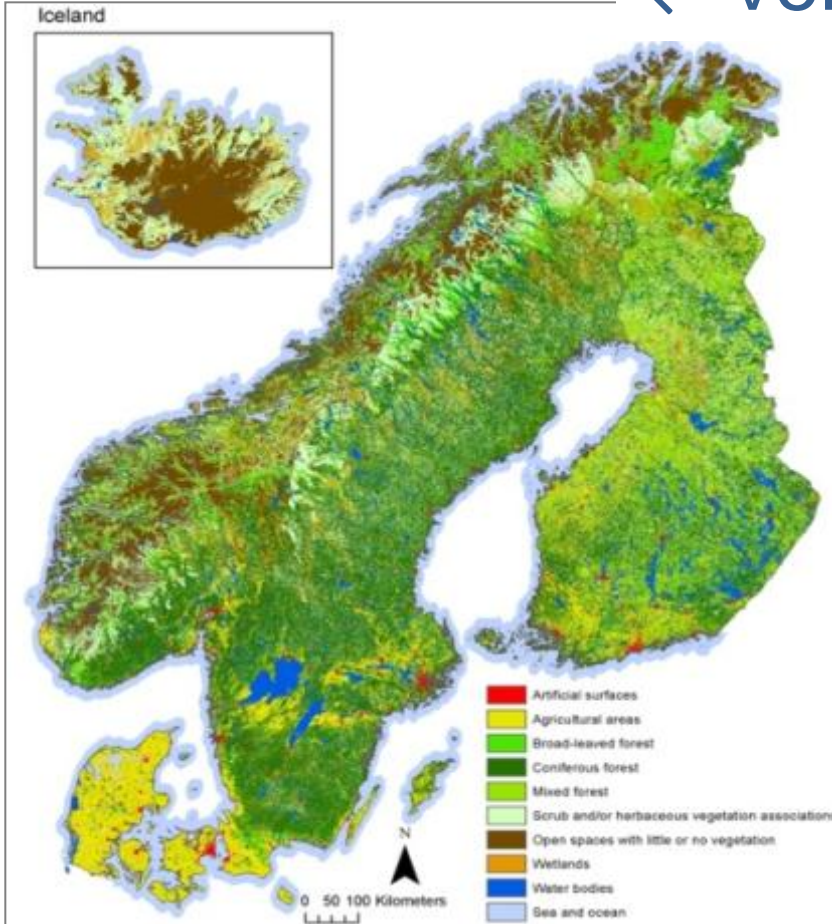 Iceland
Artificial surfaces
Agricultural areas
Broad-leaved forest
Coniferous forest
Mixed forest
Scrub and/or herbaceous vegetation associations
Open spaces with little or no vegetation
Wetlands
Water bodies
Sea and ocean
N
0 50 100 Kilometers